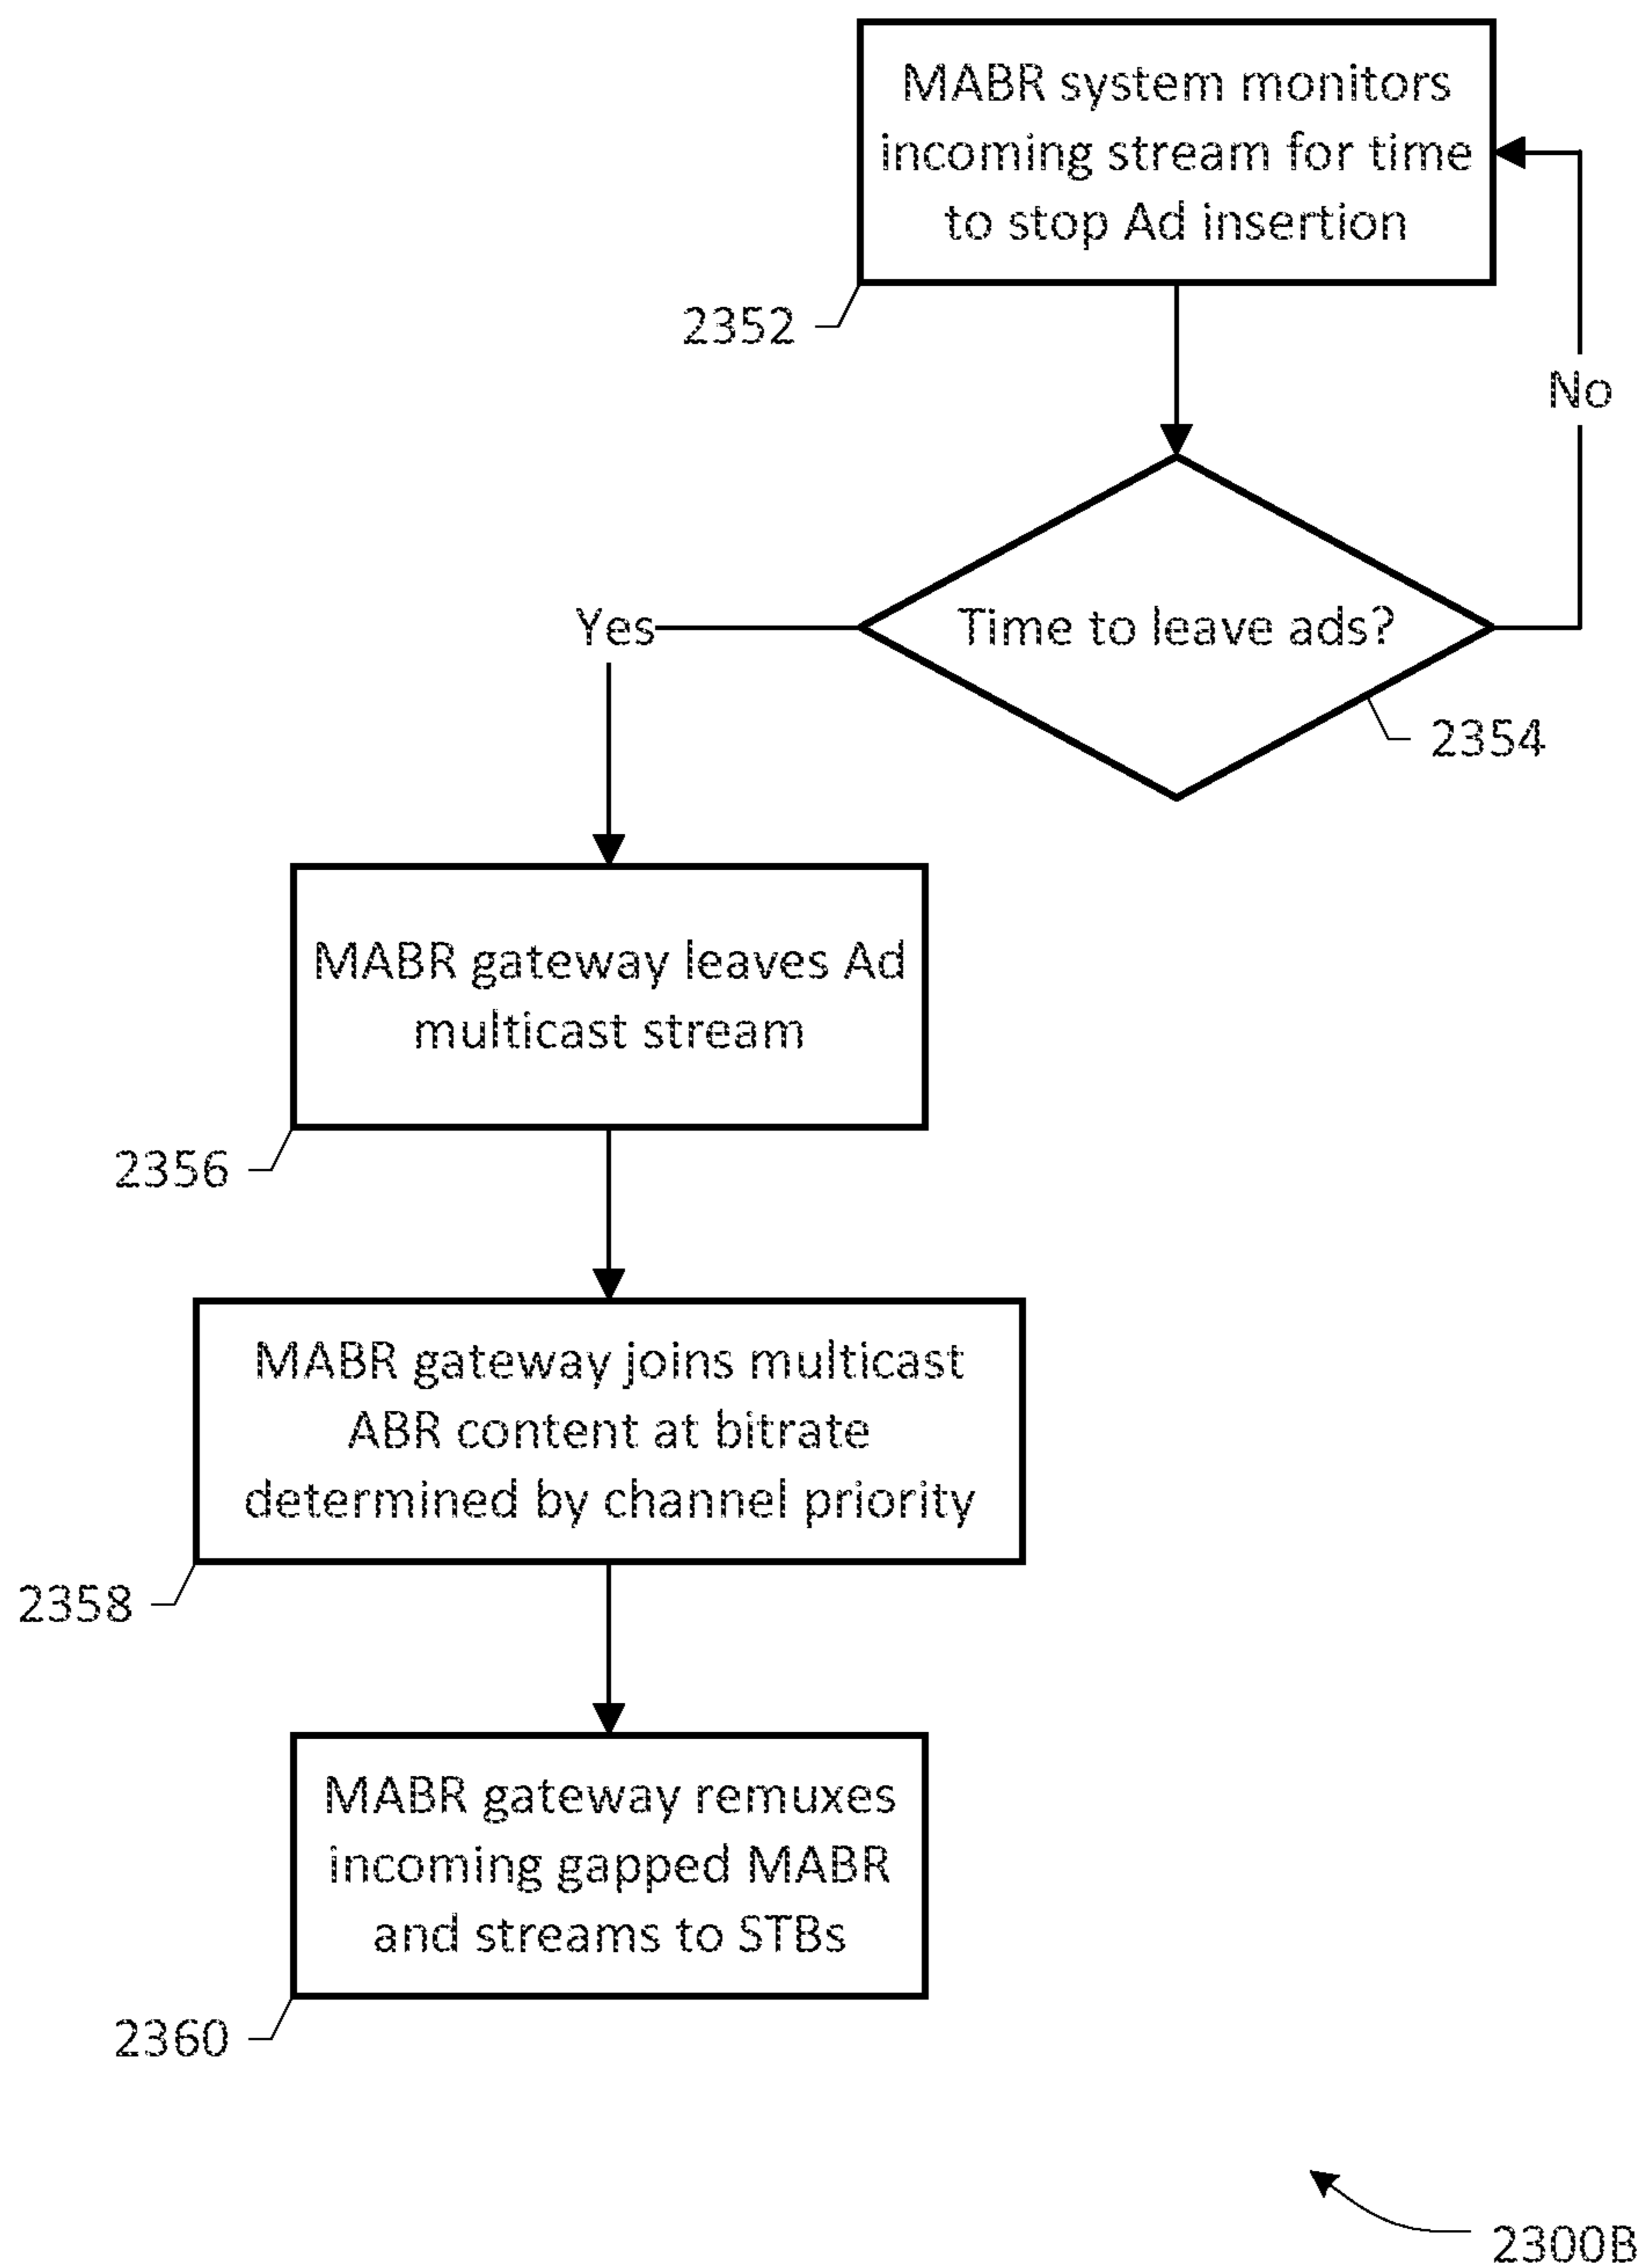 MABR system monitors
incoming stream for time
to stop Ad insertion
2352
No
Time to leave ads?
Yes
2354
MABR gateway leaves Ad
multicast stream
2356
MABR gateway joins multicast
ABR content at bitrate
determined by channel priority
2358
MABR gateway remuxes
incoming gapped MABR
and streams to STBs
2360
2300B